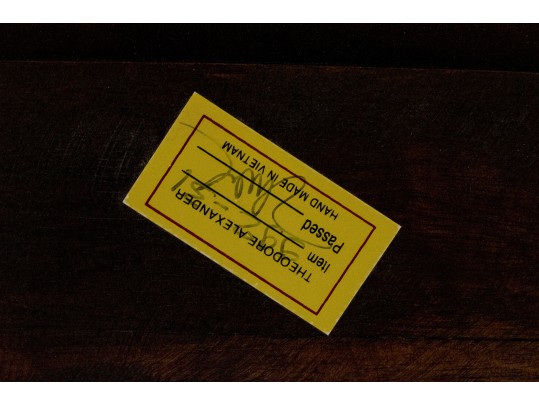 THEODORE ALEXANDER
Item
Passed
HAND MADE IN VIETNAM